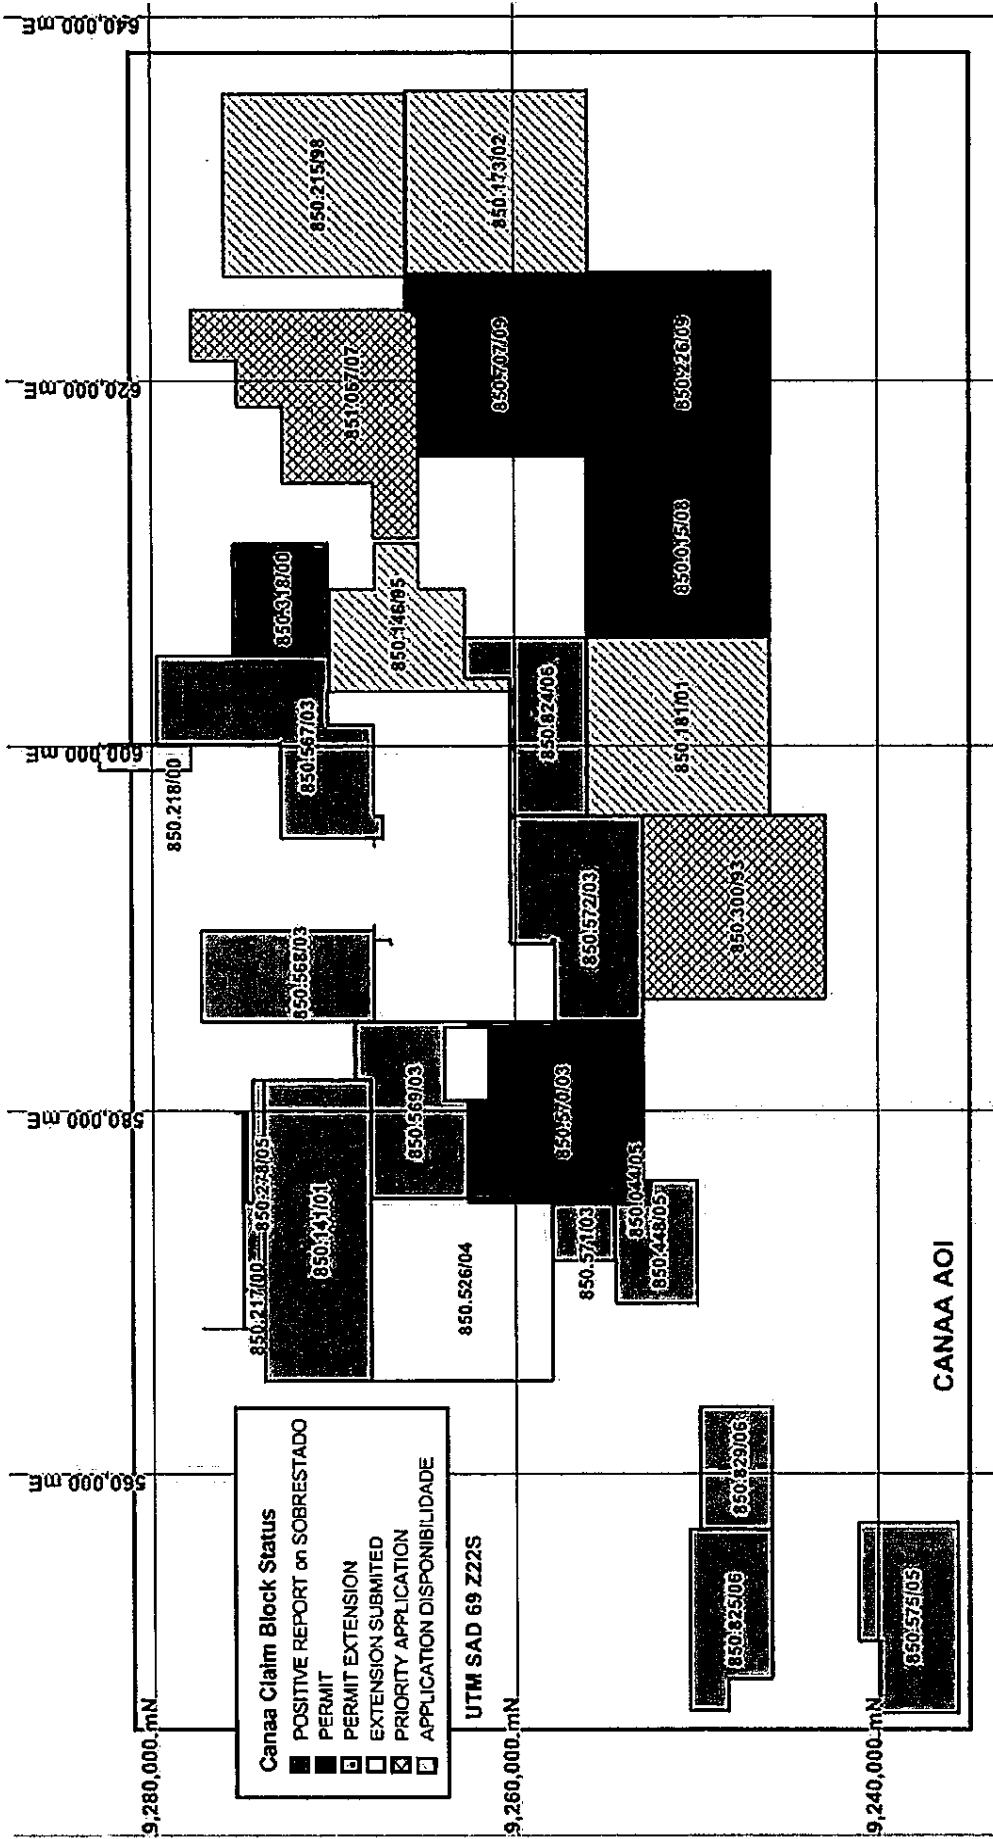 640,000 mE
620,000 mE
600,000 mE
580,000 mE
560,000 mE
9,280,000 mN
9,260,000 mN
9,240,000 mN
Canaa Claim Block Status
POSITIVE REPORT on SOBRESTADO
PERMIT
PERMIT EXTENSION
EXTENSION SUBMITED
PRIORITY APPLICATION
APPLICATION DISPONIBILIDADE
UTM SAD 69 Z22S
850.217/00
850.278/05
850.141/01
850.526/04
850.569/03
850.568/03
850.218/00
850.567/03
850.318/00
850.146/95
851.067/07
850.215/98
850.173/02
850.707/09
850.226/09
850.015/08
850.824/06
850.181/01
850.572/03
850.300/93
850.570/03
850.571/03
850.044/05
850.448/05
850.829/06
850.825/06
850.575/05
CANAA AOI